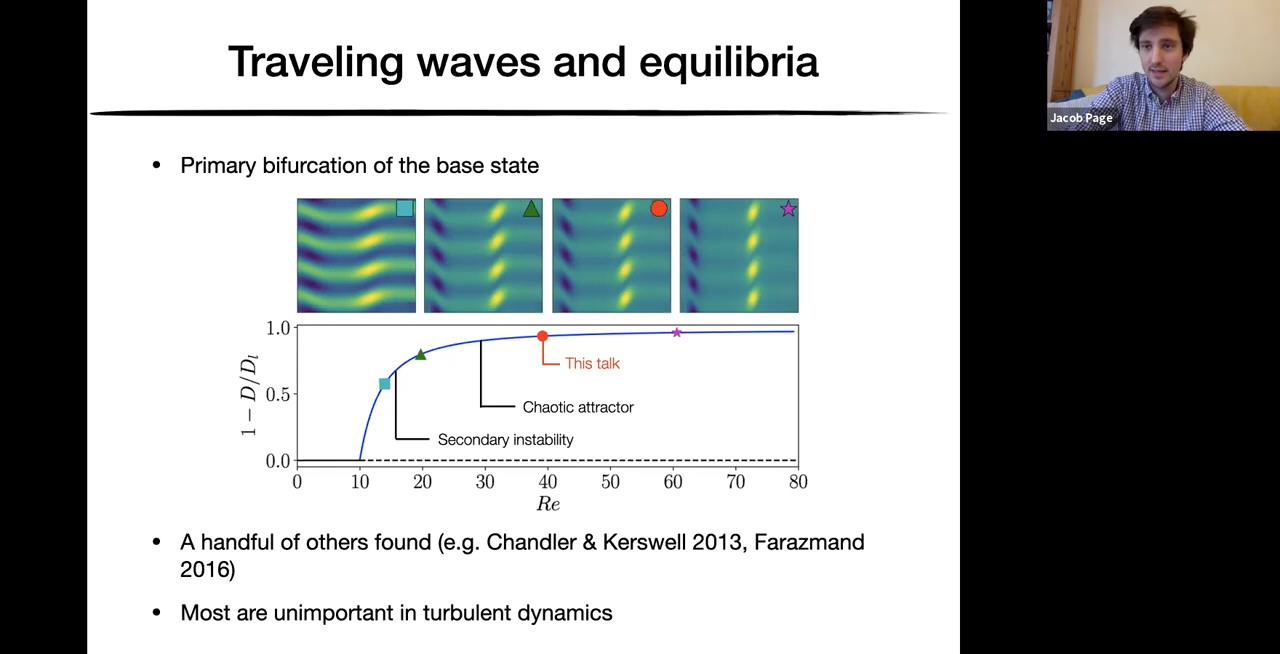 Traveling waves and equilibria
Jacob Page
• Primary bifurcation of the base state
1.0
0.5
0.0
1 − D/D_l
This talk
Chaotic attractor
Secondary instability
0 10 20 30 40 50 60 70 80
Re
• A handful of others found (e.g. Chandler & Kerswell 2013, Farazmand
2016)
• Most are unimportant in turbulent dynamics